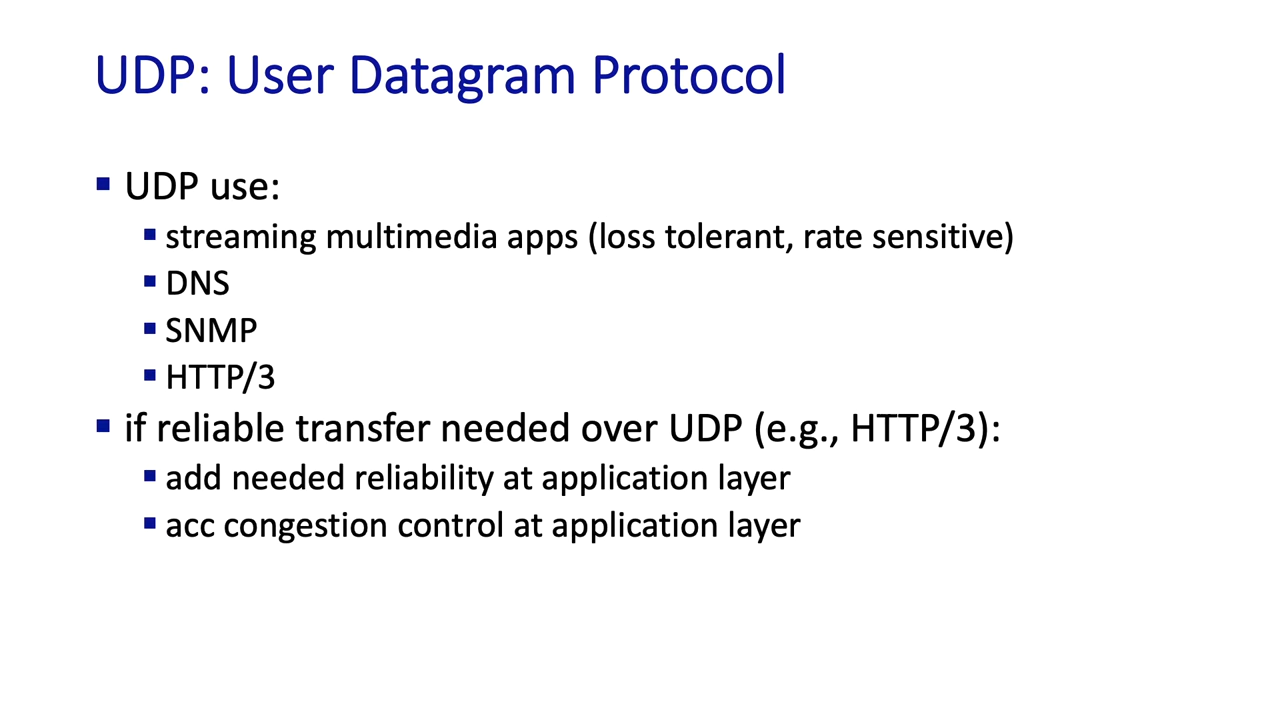 UDP: User Datagram Protocol
▪ UDP use:
▪ streaming multimedia apps (loss tolerant, rate sensitive)
▪ DNS
▪ SNMP
▪ HTTP/3
▪ if reliable transfer needed over UDP (e.g., HTTP/3):
▪ add needed reliability at application layer
▪ acc congestion control at application layer